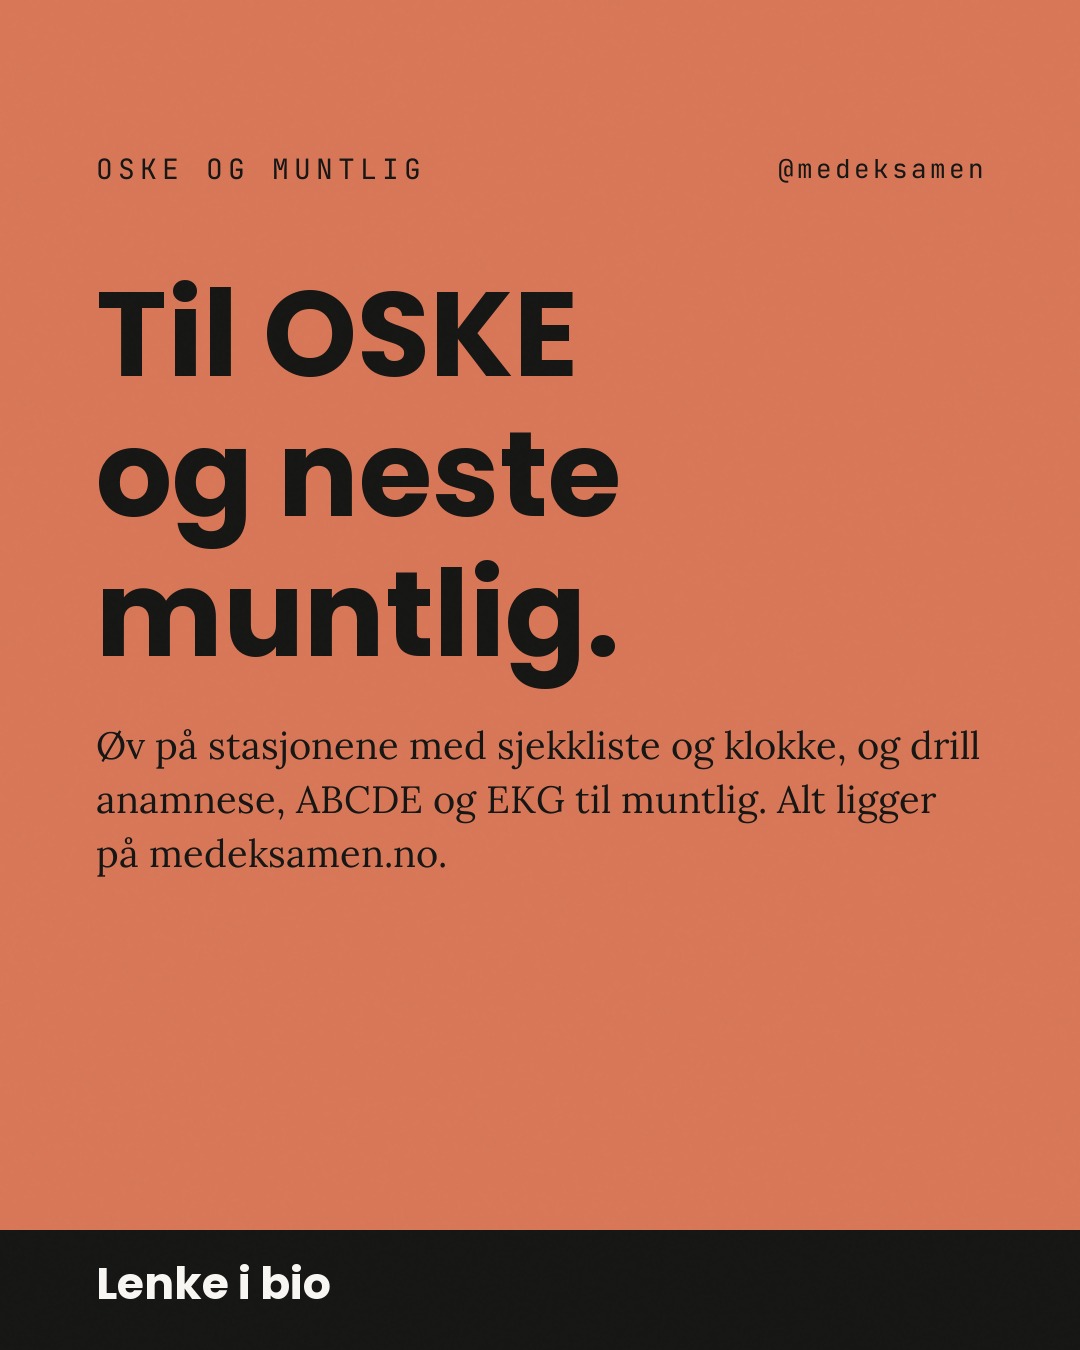 OSKE OG MUNTLIG
@medeksamen
Til OSKE
og neste
muntlig.
Øv på stasjonene med sjekkliste og klokke, og drill
anamnese, ABCDE og EKG til muntlig. Alt ligger
på medeksamen.no.
Lenke i bio